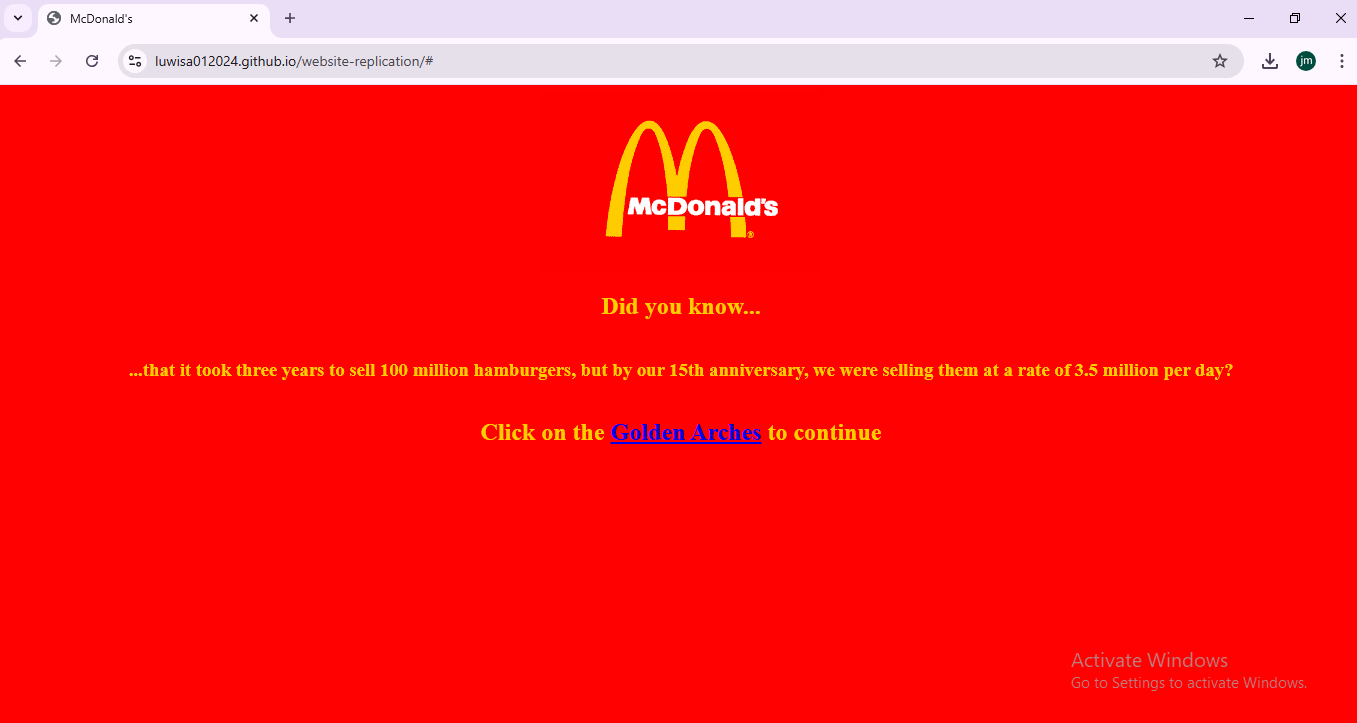 McDonald's
luwisa012024.github.io/website-replication/#
jm
McDonald's
®
Did you know...
...that it took three years to sell 100 million hamburgers, but by our 15th anniversary, we were selling them at a rate of 3.5 million per day?
Click on the Golden Arches to continue
Activate Windows
Go to Settings to activate Windows.